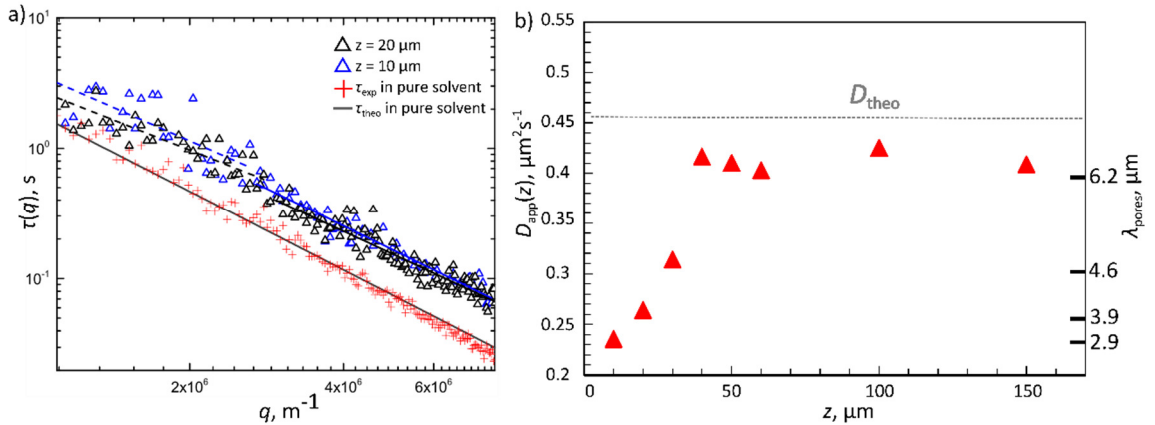 a)
10¹
10⁰
10⁻¹
τ(q), s
z = 20 μm
z = 10 μm
τexp in pure solvent
τtheo in pure solvent
2x10⁶
4x10⁶
6x10⁶
q, m⁻¹
b)
0.55
0.5
0.45
0.4
0.35
0.3
0.25
0.2
Dapp(z), μm²s⁻¹
Dtheo
0
50
100
150
z, μm
6.2
4.6
3.9
2.9
λpores, μm